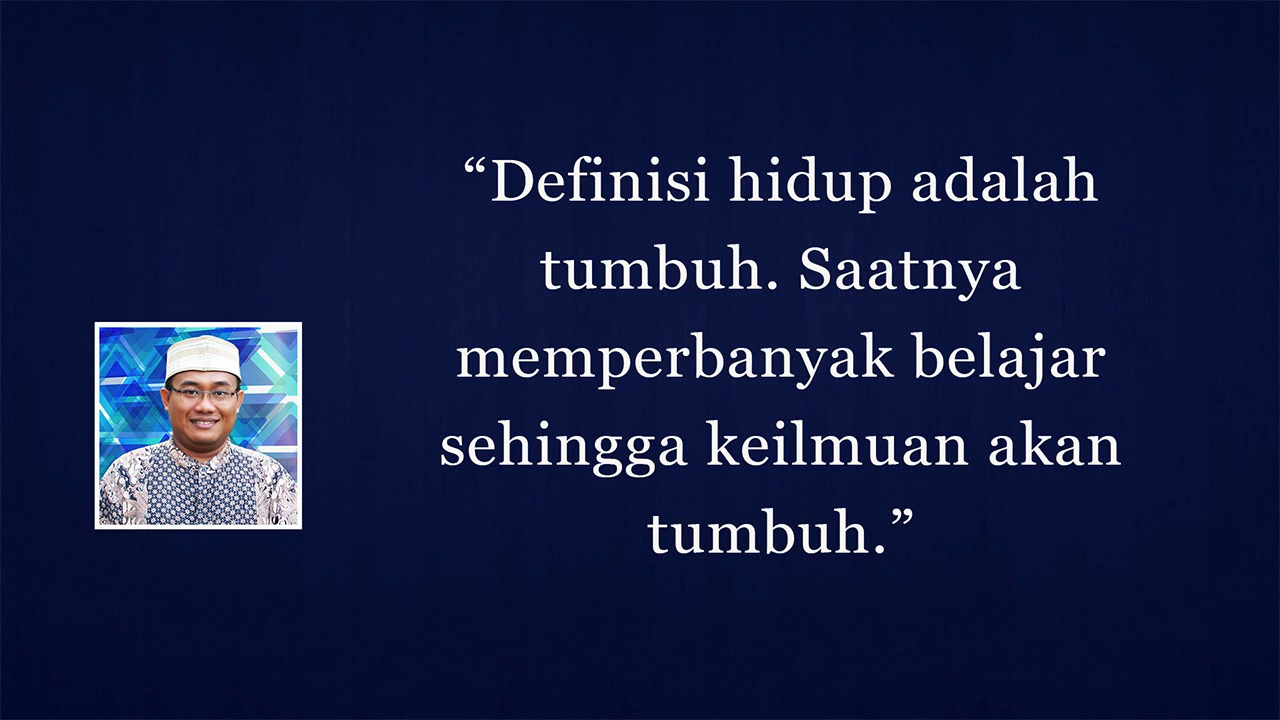 “Definisi hidup adalah
tumbuh. Saatnya
memperbanyak belajar
sehingga keilmuan akan
tumbuh.”